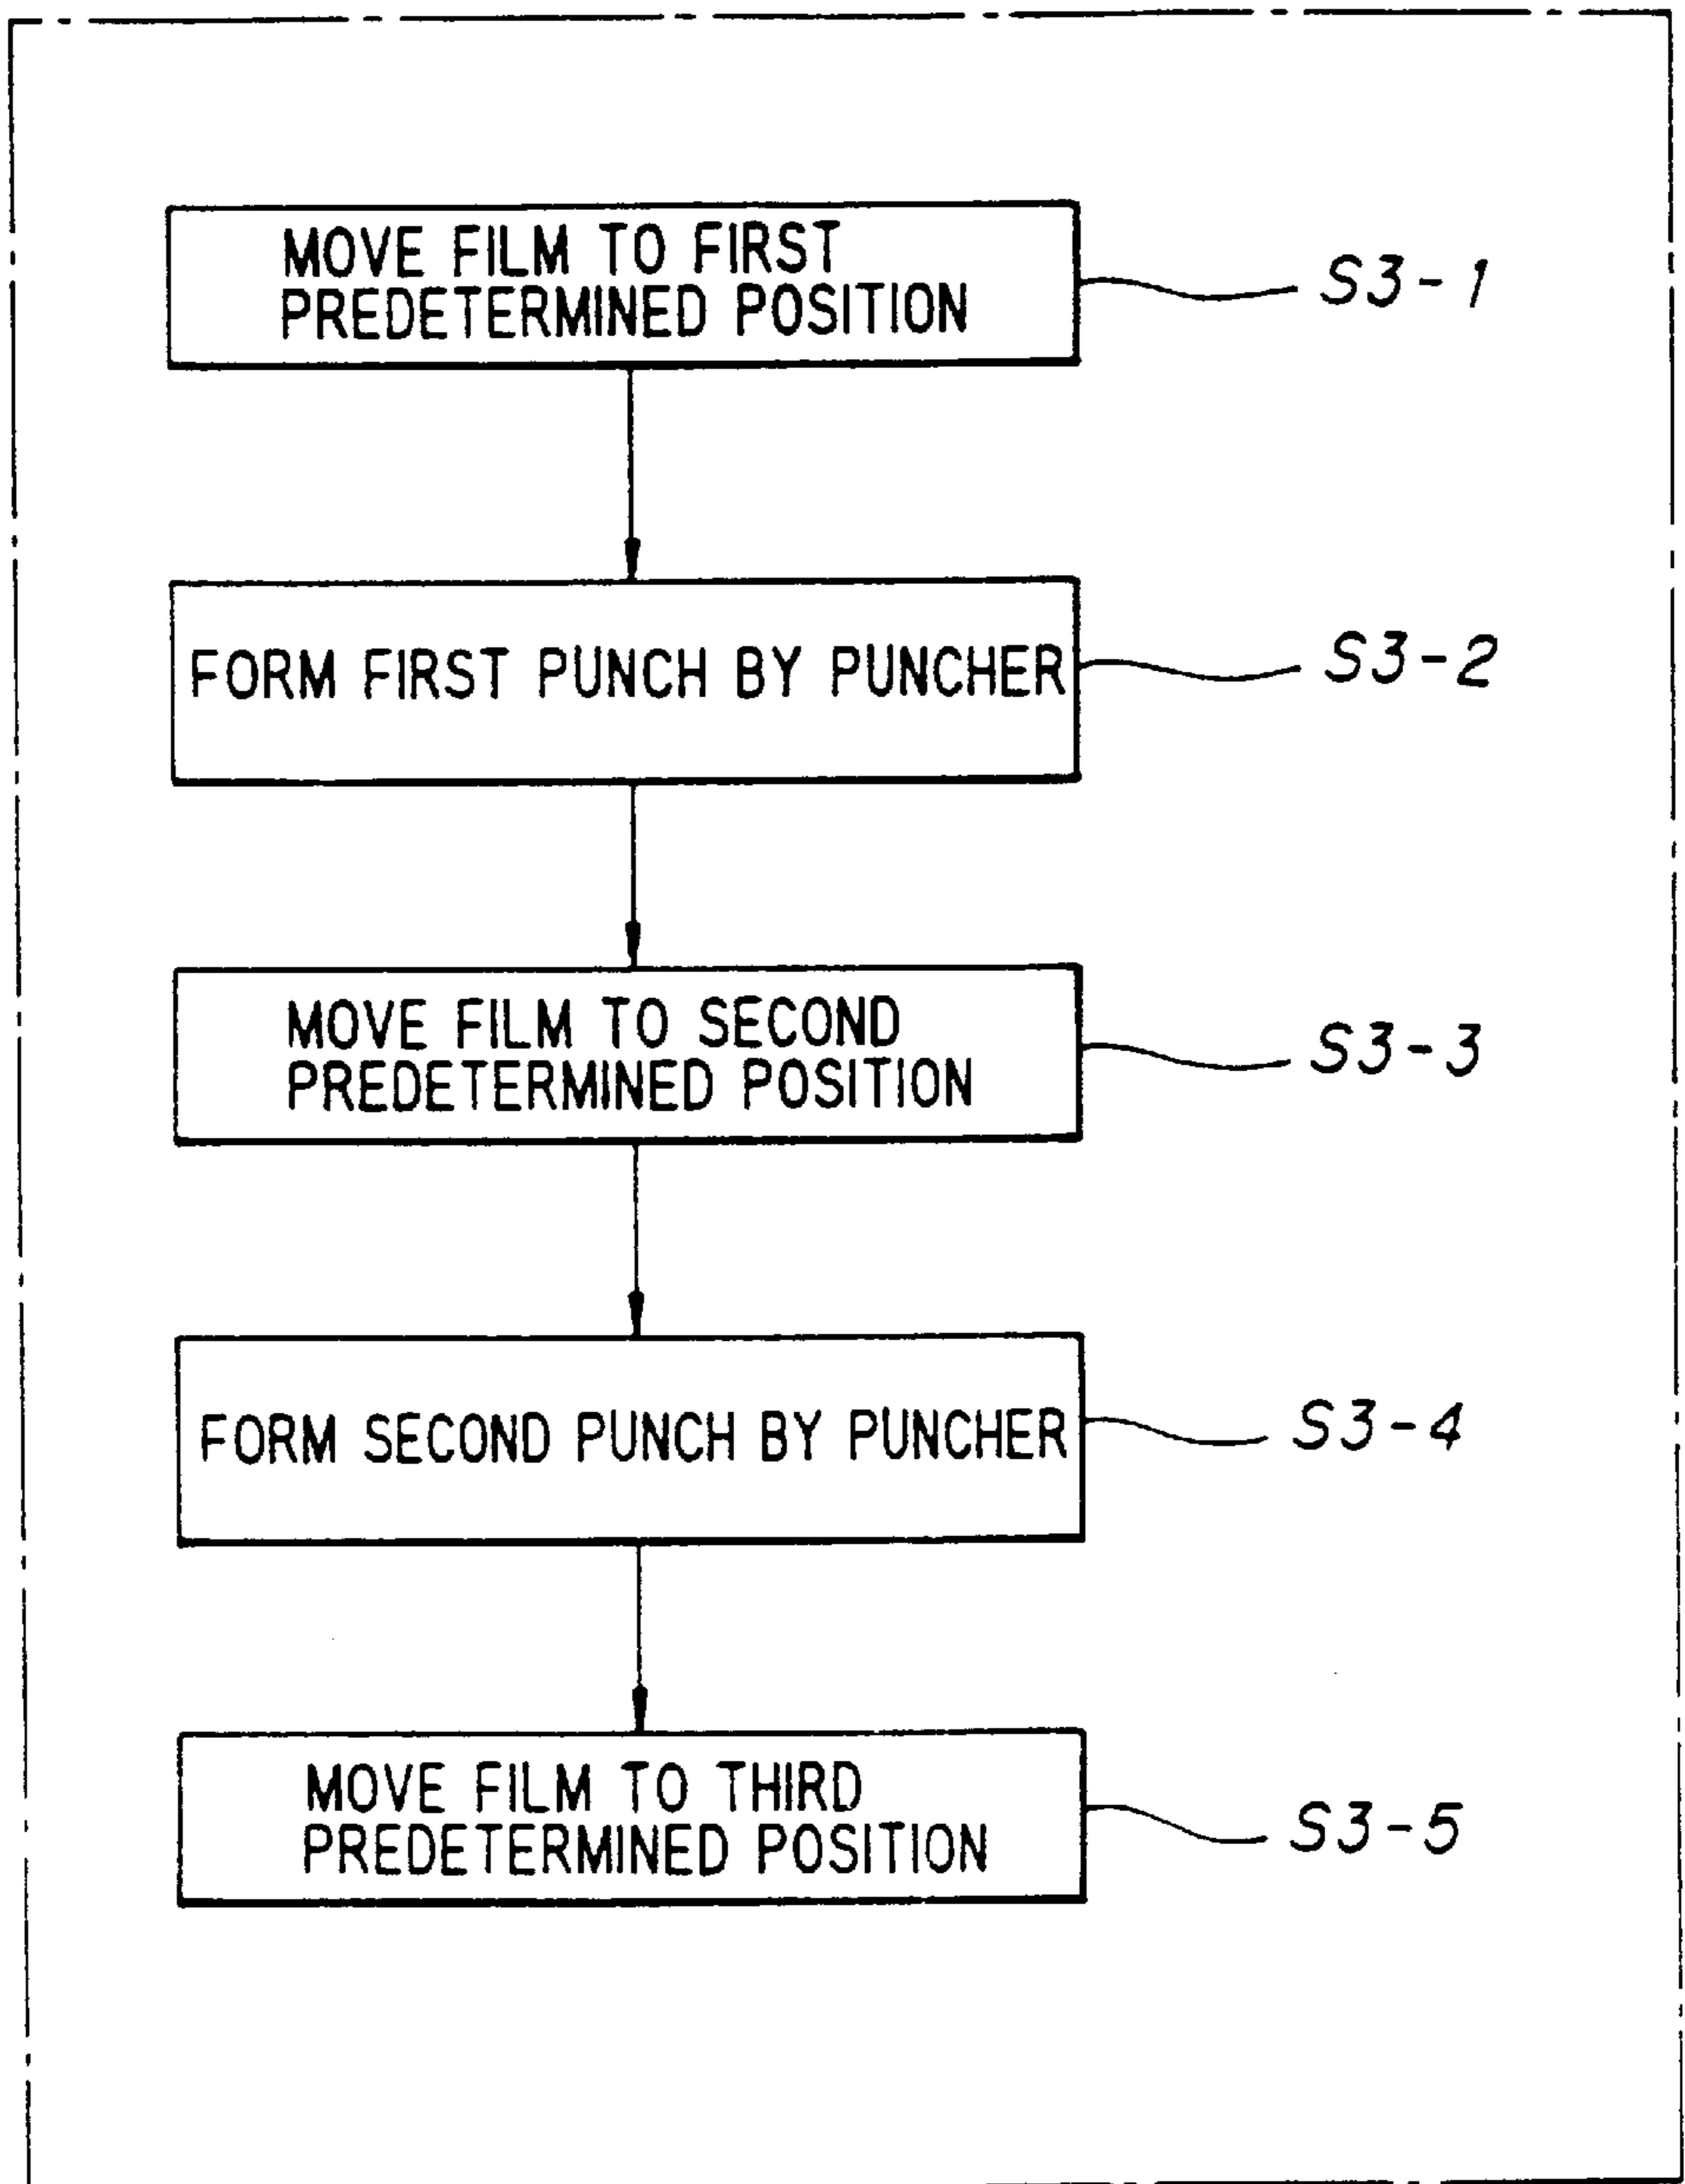 MOVE FILM TO FIRST
PREDETERMINED POSITION
S3-1
FORM FIRST PUNCH BY PUNCHER
S3-2
MOVE FILM TO SECOND
PREDETERMINED POSITION
S3-3
FORM SECOND PUNCH BY PUNCHER
S3-4
MOVE FILM TO THIRD
PREDETERMINED POSITION
S3-5